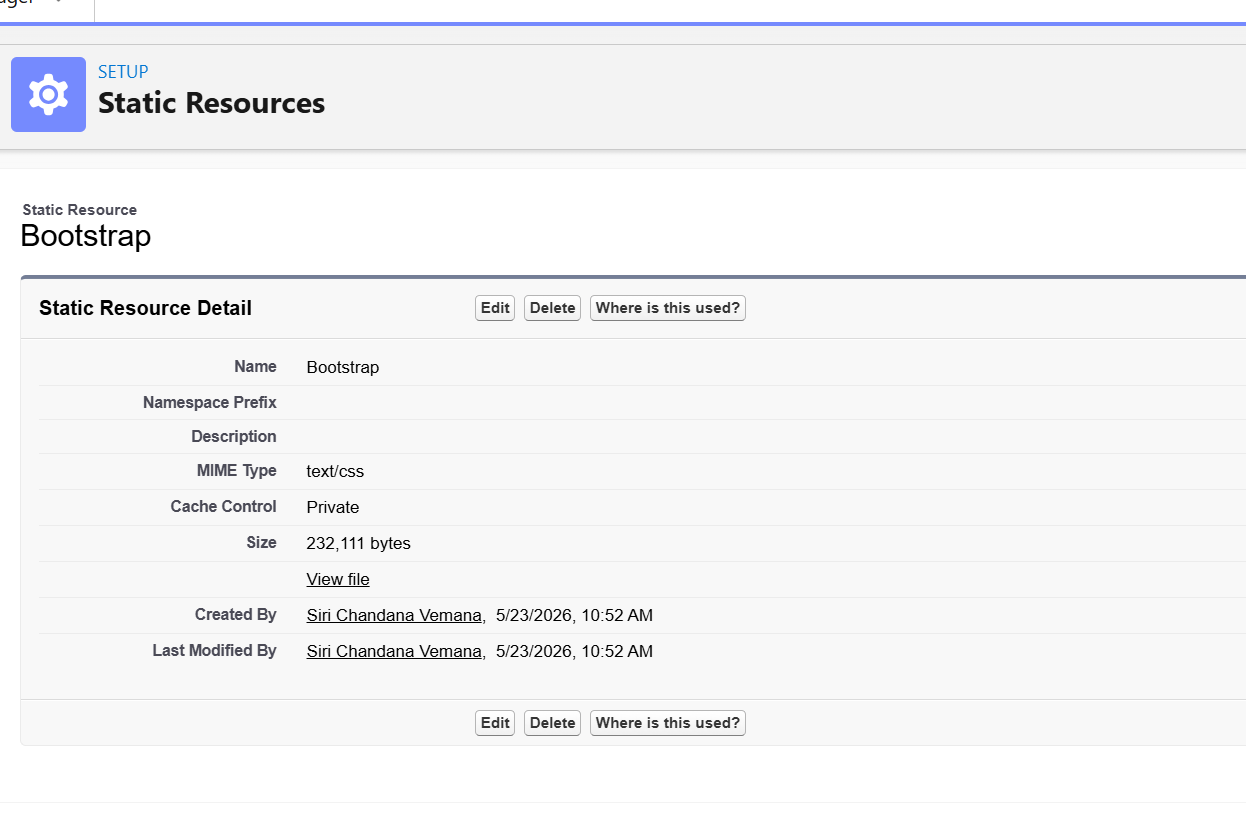 SETUP
Static Resources
Static Resource
Bootstrap
Static Resource Detail Edit Delete Where is this used?
Name Bootstrap
Namespace Prefix
Description
MIME Type text/css
Cache Control Private
Size 232,111 bytes
View file
Created By Siri Chandana Vemana, 5/23/2026, 10:52 AM
Last Modified By Siri Chandana Vemana, 5/23/2026, 10:52 AM
Edit Delete Where is this used?